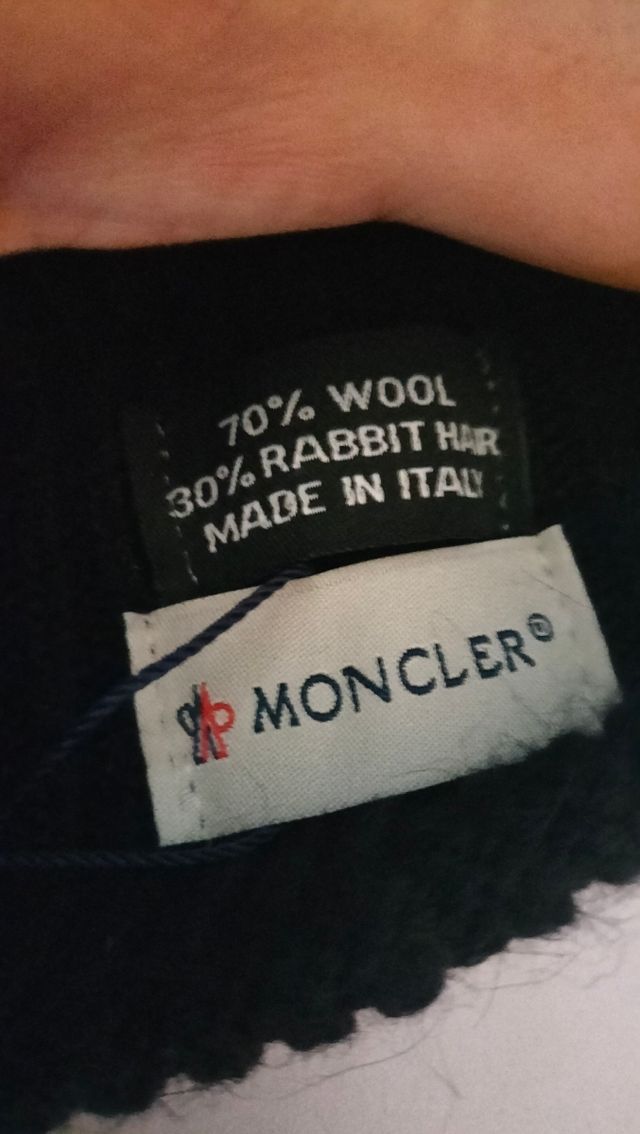 70% WOOL
30% RABBIT HAIR
MADE IN ITALY
MONCLER®